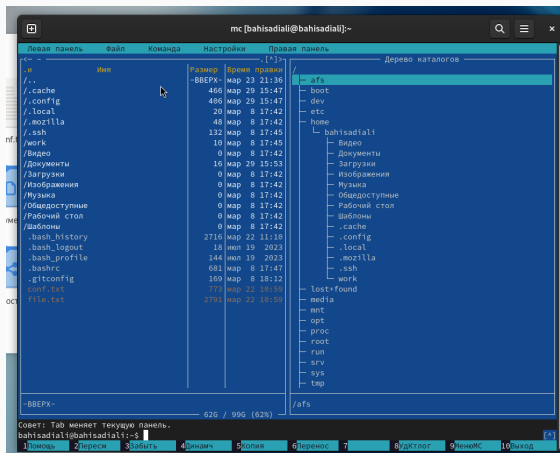 mc [bahisadiali@bahisadiali]:~
Левая панель Файл Команда Настройки Правая панель
.[^]> Дерево каталогов
.и Имя Размер Время правки /
/.. -ВВЕРХ- мар 23 21:36 afs
/.cache 466 мар 29 15:47 boot
/.config 406 мар 29 15:47 dev
/.local 20 мар 8 17:42 etc
/.mozilla 48 мар 8 17:42 home
/.ssh 132 мар 8 17:45 bahisadiali
/work 10 мар 8 17:45 Видео
/Видео 0 мар 8 17:42 Документы
/Документы 16 мар 29 15:53 Загрузки
/Загрузки 0 мар 8 17:42 Изображения
/Изображения 0 мар 8 17:42 Музыка
/Музыка 0 мар 8 17:42 Общедоступные
/Общедоступные 0 мар 8 17:42 Рабочий стол
/Рабочий стол 0 мар 8 17:42 Шаблоны
/Шаблоны 0 мар 8 17:42 .cache
.bash_history 2716 мар 22 11:10 .config
.bash_logout 18 июл 19 2023 .local
.bash_profile 144 июл 19 2023 .mozilla
.bashrc 681 мар 8 17:47 .ssh
.gitconfig 169 мар 8 18:12 work
conf.txt 773 мар 22 10:59 lost+found
file.txt 2791 мар 22 10:59 media
mnt
opt
proc
root
run
srv
sys
tmp
-ВВЕРХ- /afs
62G / 99G (62%)
Совет: Tab меняет текущую панель.
bahisadiali@bahisadiali:~$ [^]
1Помощь 2Пересм 3Забыть 4Динамч 5Копия 6Перенос 7 8УдКтлог 9МенюMC 10Выход